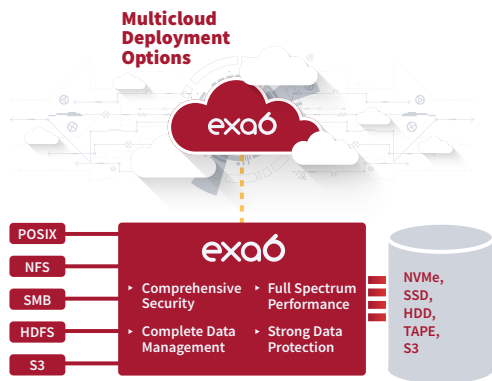 Multicloud
Deployment
Options
exa6
POSIX
NFS
SMB
HDFS
S3
exa6
‣ Comprehensive
Security
‣ Complete Data
Management
‣ Full Spectrum
Performance
‣ Strong Data
Protection
NVMe,
SSD,
HDD,
TAPE,
S3